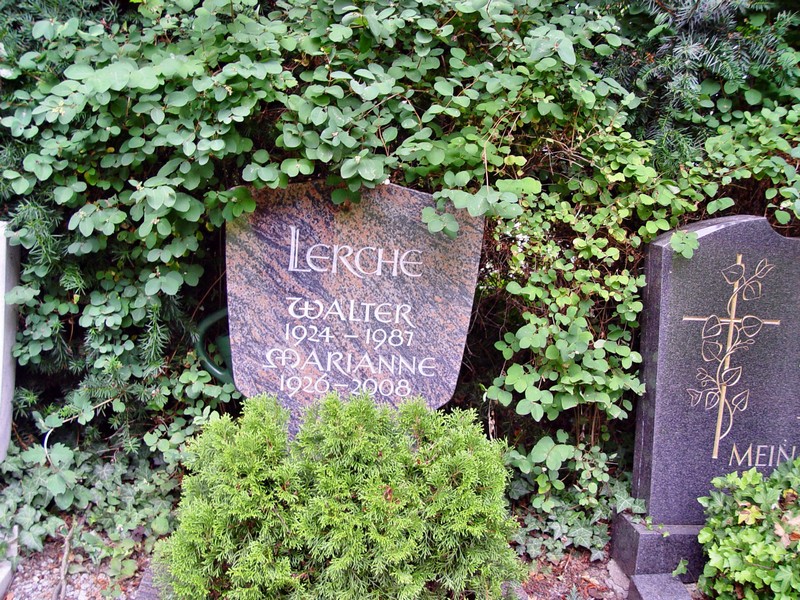 Lerche
Walter
1924 – 1987
Marianne
1926 – 2008
MEIN